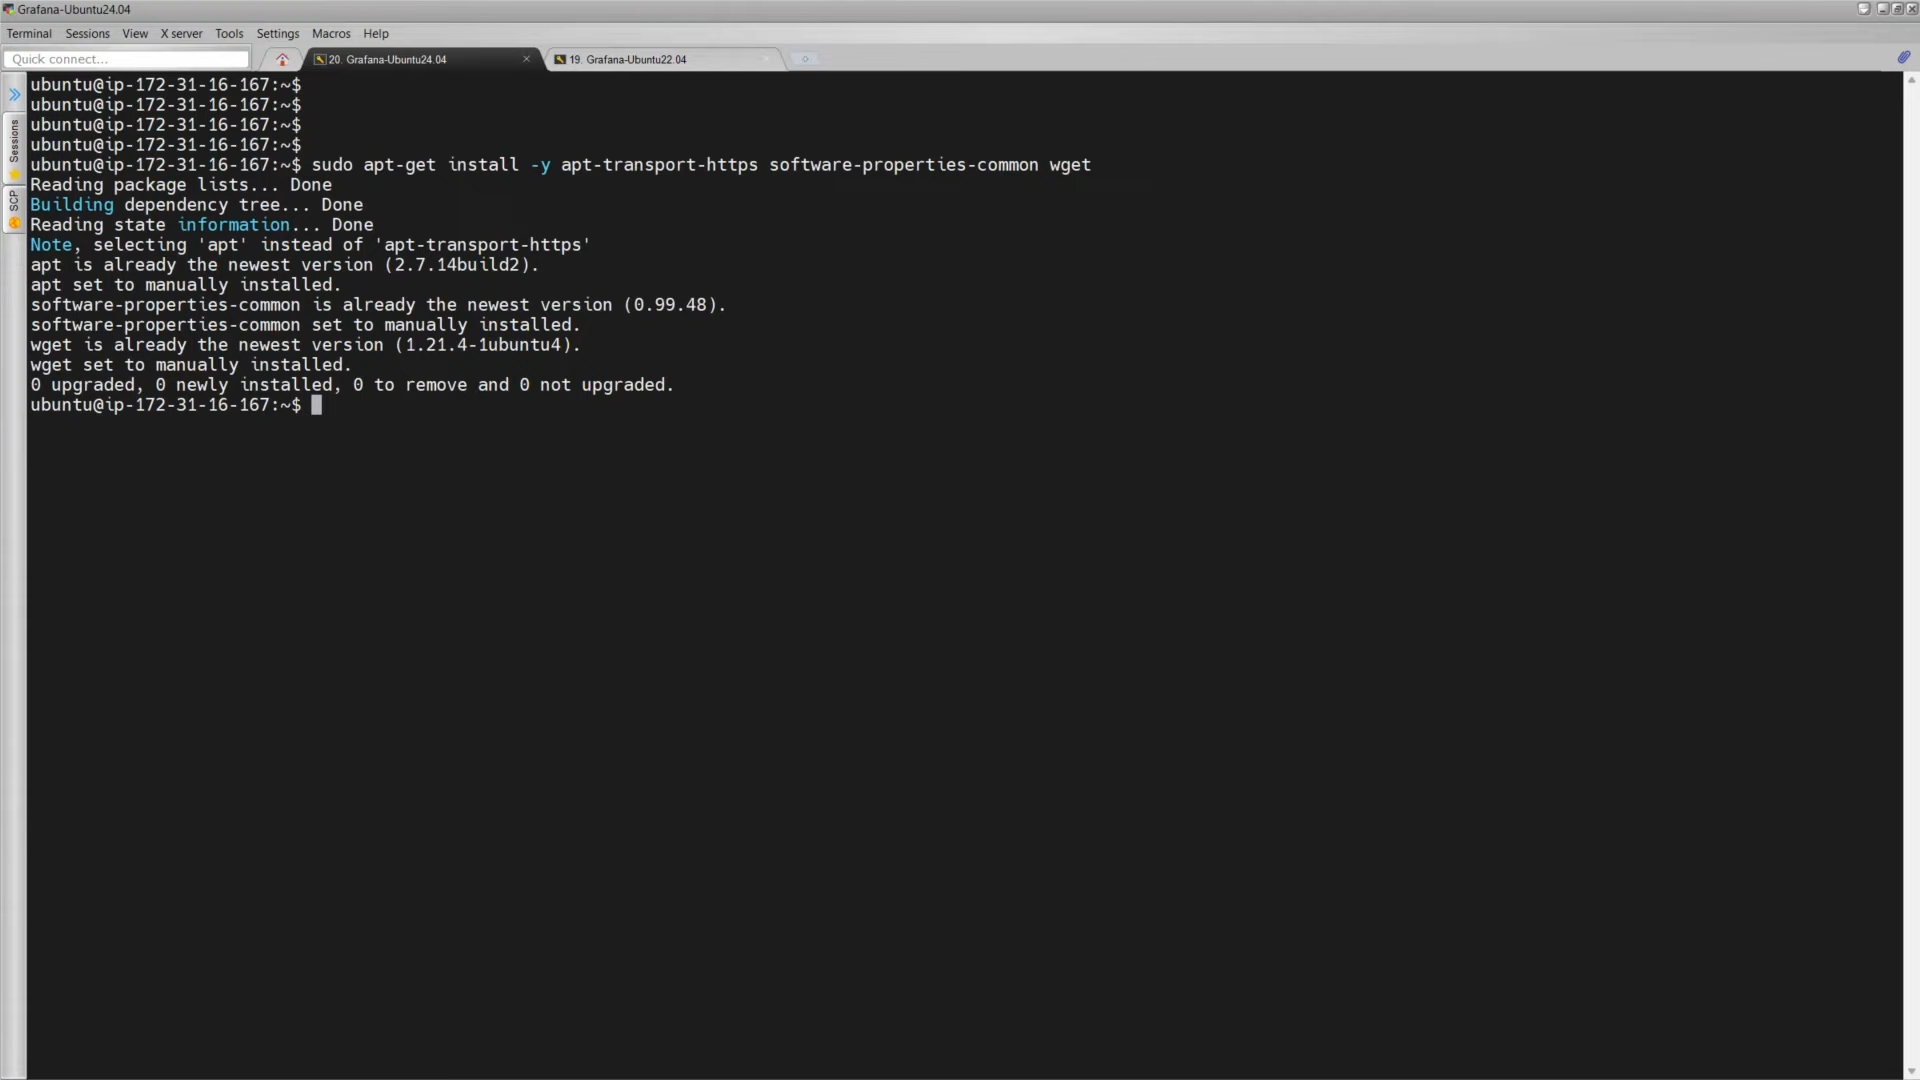 Grafana-Ubuntu24.04
Terminal Sessions View X server Tools Settings Macros Help
Quick connect...
20. Grafana-Ubuntu24.04
19. Grafana-Ubuntu22.04
Sessions
SCP
ubuntu@ip-172-31-16-167:~$
ubuntu@ip-172-31-16-167:~$
ubuntu@ip-172-31-16-167:~$
ubuntu@ip-172-31-16-167:~$
ubuntu@ip-172-31-16-167:~$ sudo apt-get install -y apt-transport-https software-properties-common wget
Reading package lists... Done
Building dependency tree... Done
Reading state information... Done
Note, selecting 'apt' instead of 'apt-transport-https'
apt is already the newest version (2.7.14build2).
apt set to manually installed.
software-properties-common is already the newest version (0.99.48).
software-properties-common set to manually installed.
wget is already the newest version (1.21.4-1ubuntu4).
wget set to manually installed.
0 upgraded, 0 newly installed, 0 to remove and 0 not upgraded.
ubuntu@ip-172-31-16-167:~$